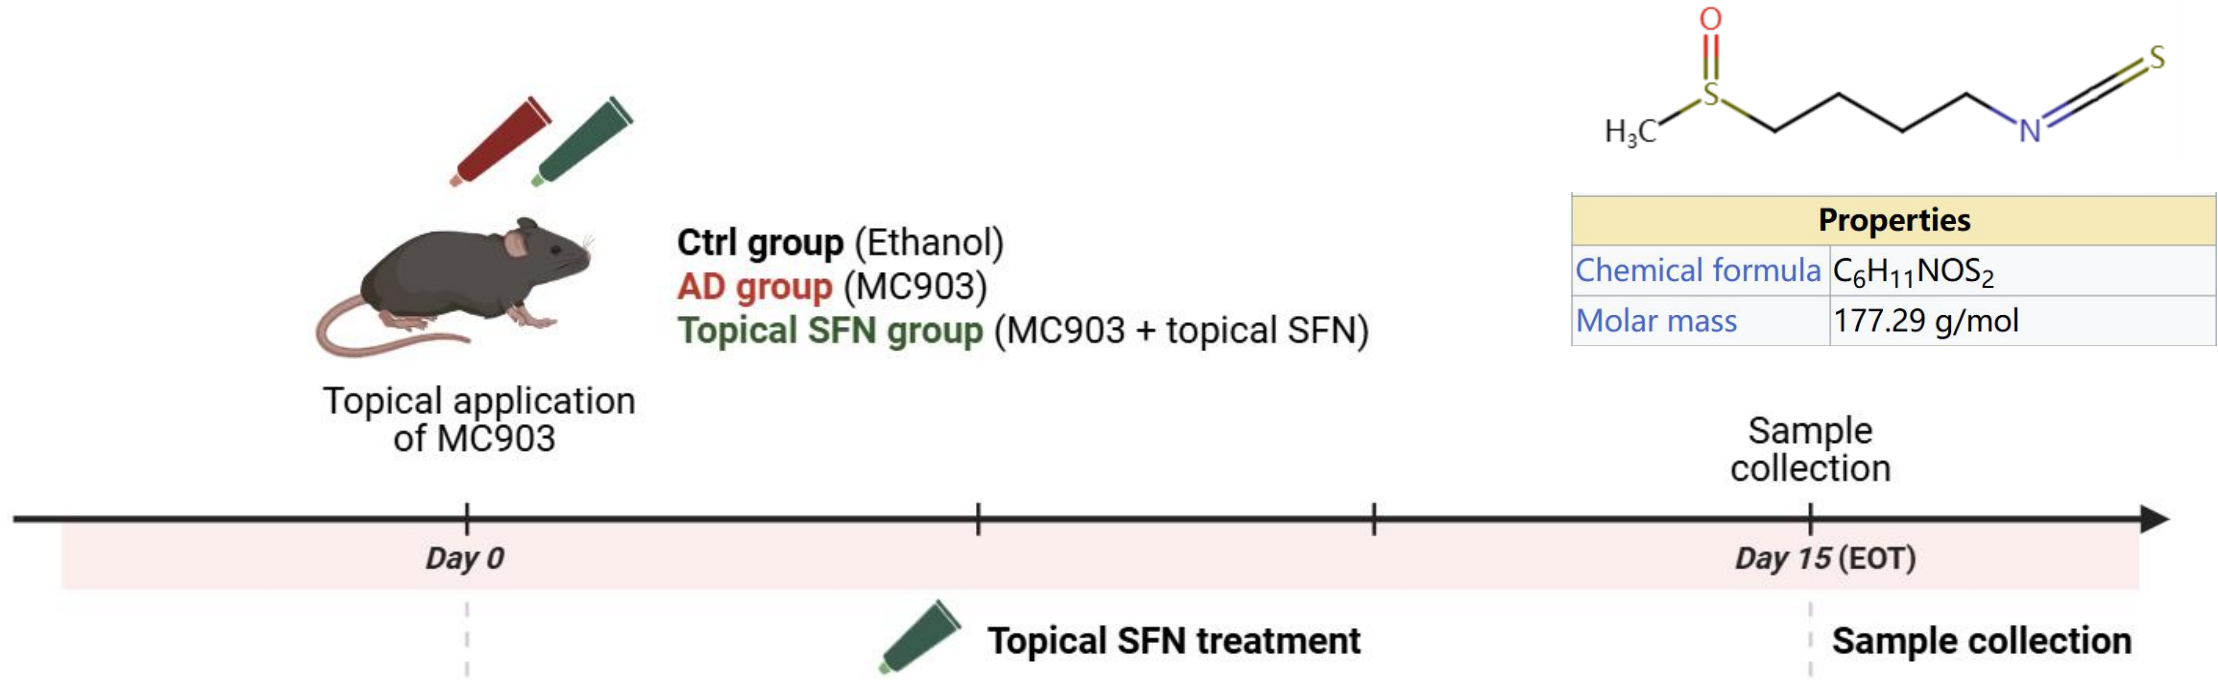 O
S
H₃C
S
N
Properties
Chemical formula C₆H₁₁NOS₂
Molar mass 177.29 g/mol
Ctrl group (Ethanol)
AD group (MC903)
Topical SFN group (MC903 + topical SFN)
Topical application
of MC903
Sample
collection
Day 0
Day 15 (EOT)
Topical SFN treatment
Sample collection